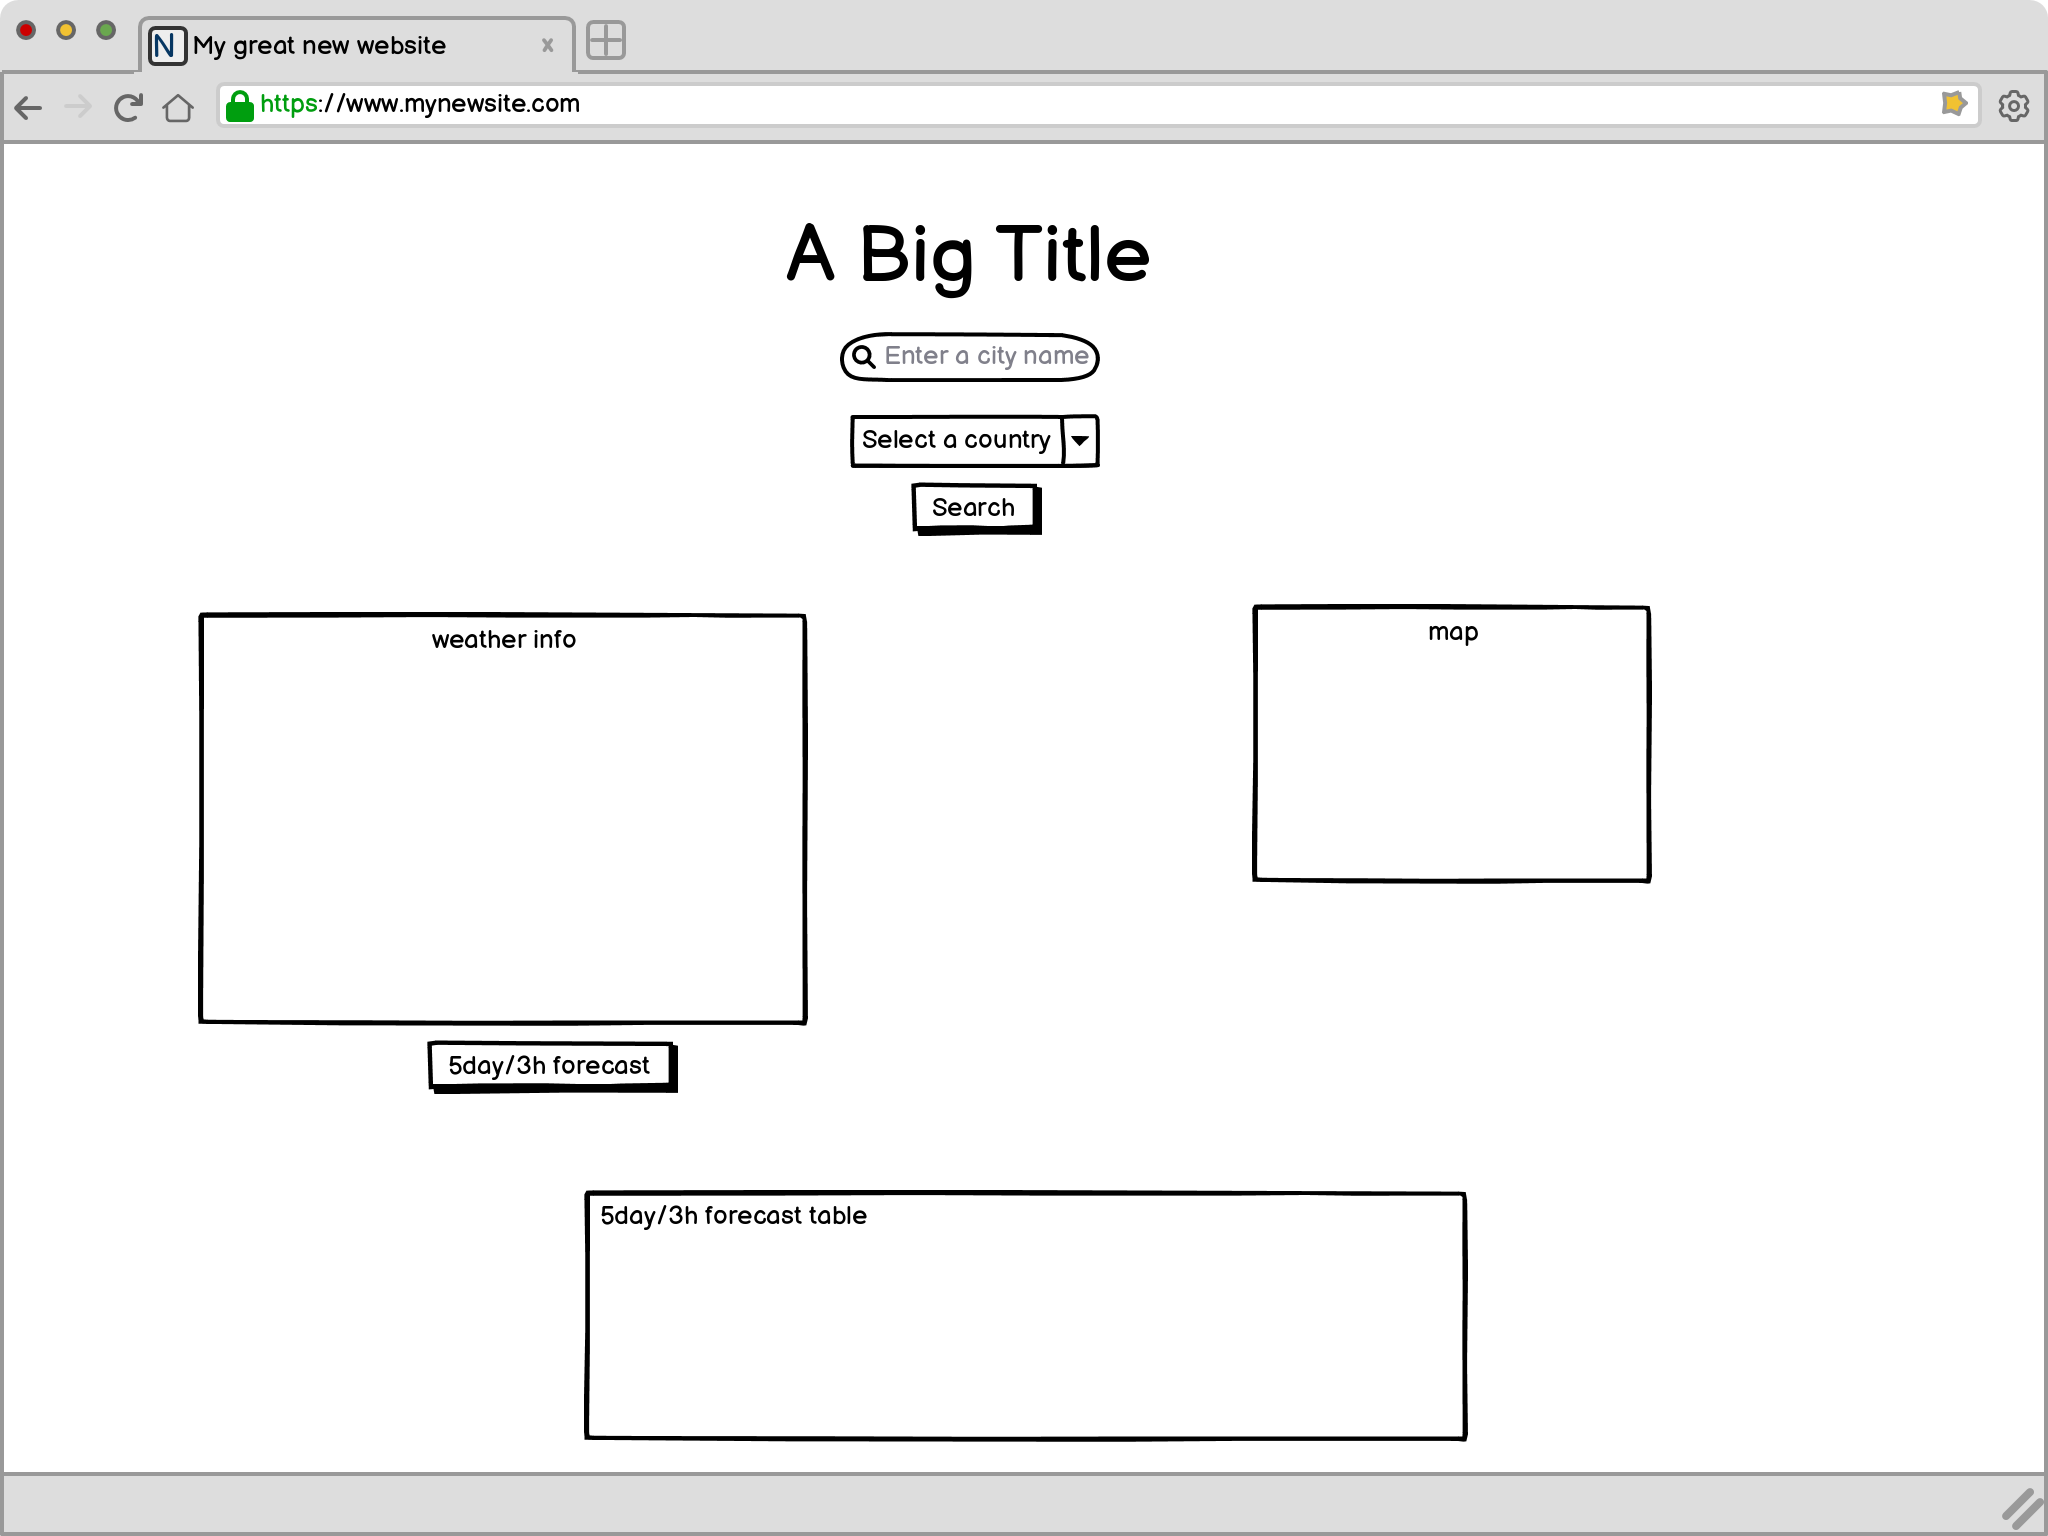 N My great new website x
https://www.mynewsite.com
A Big Title
Enter a city name
Select a country
Search
weather info
map
5day/3h forecast
5day/3h forecast table